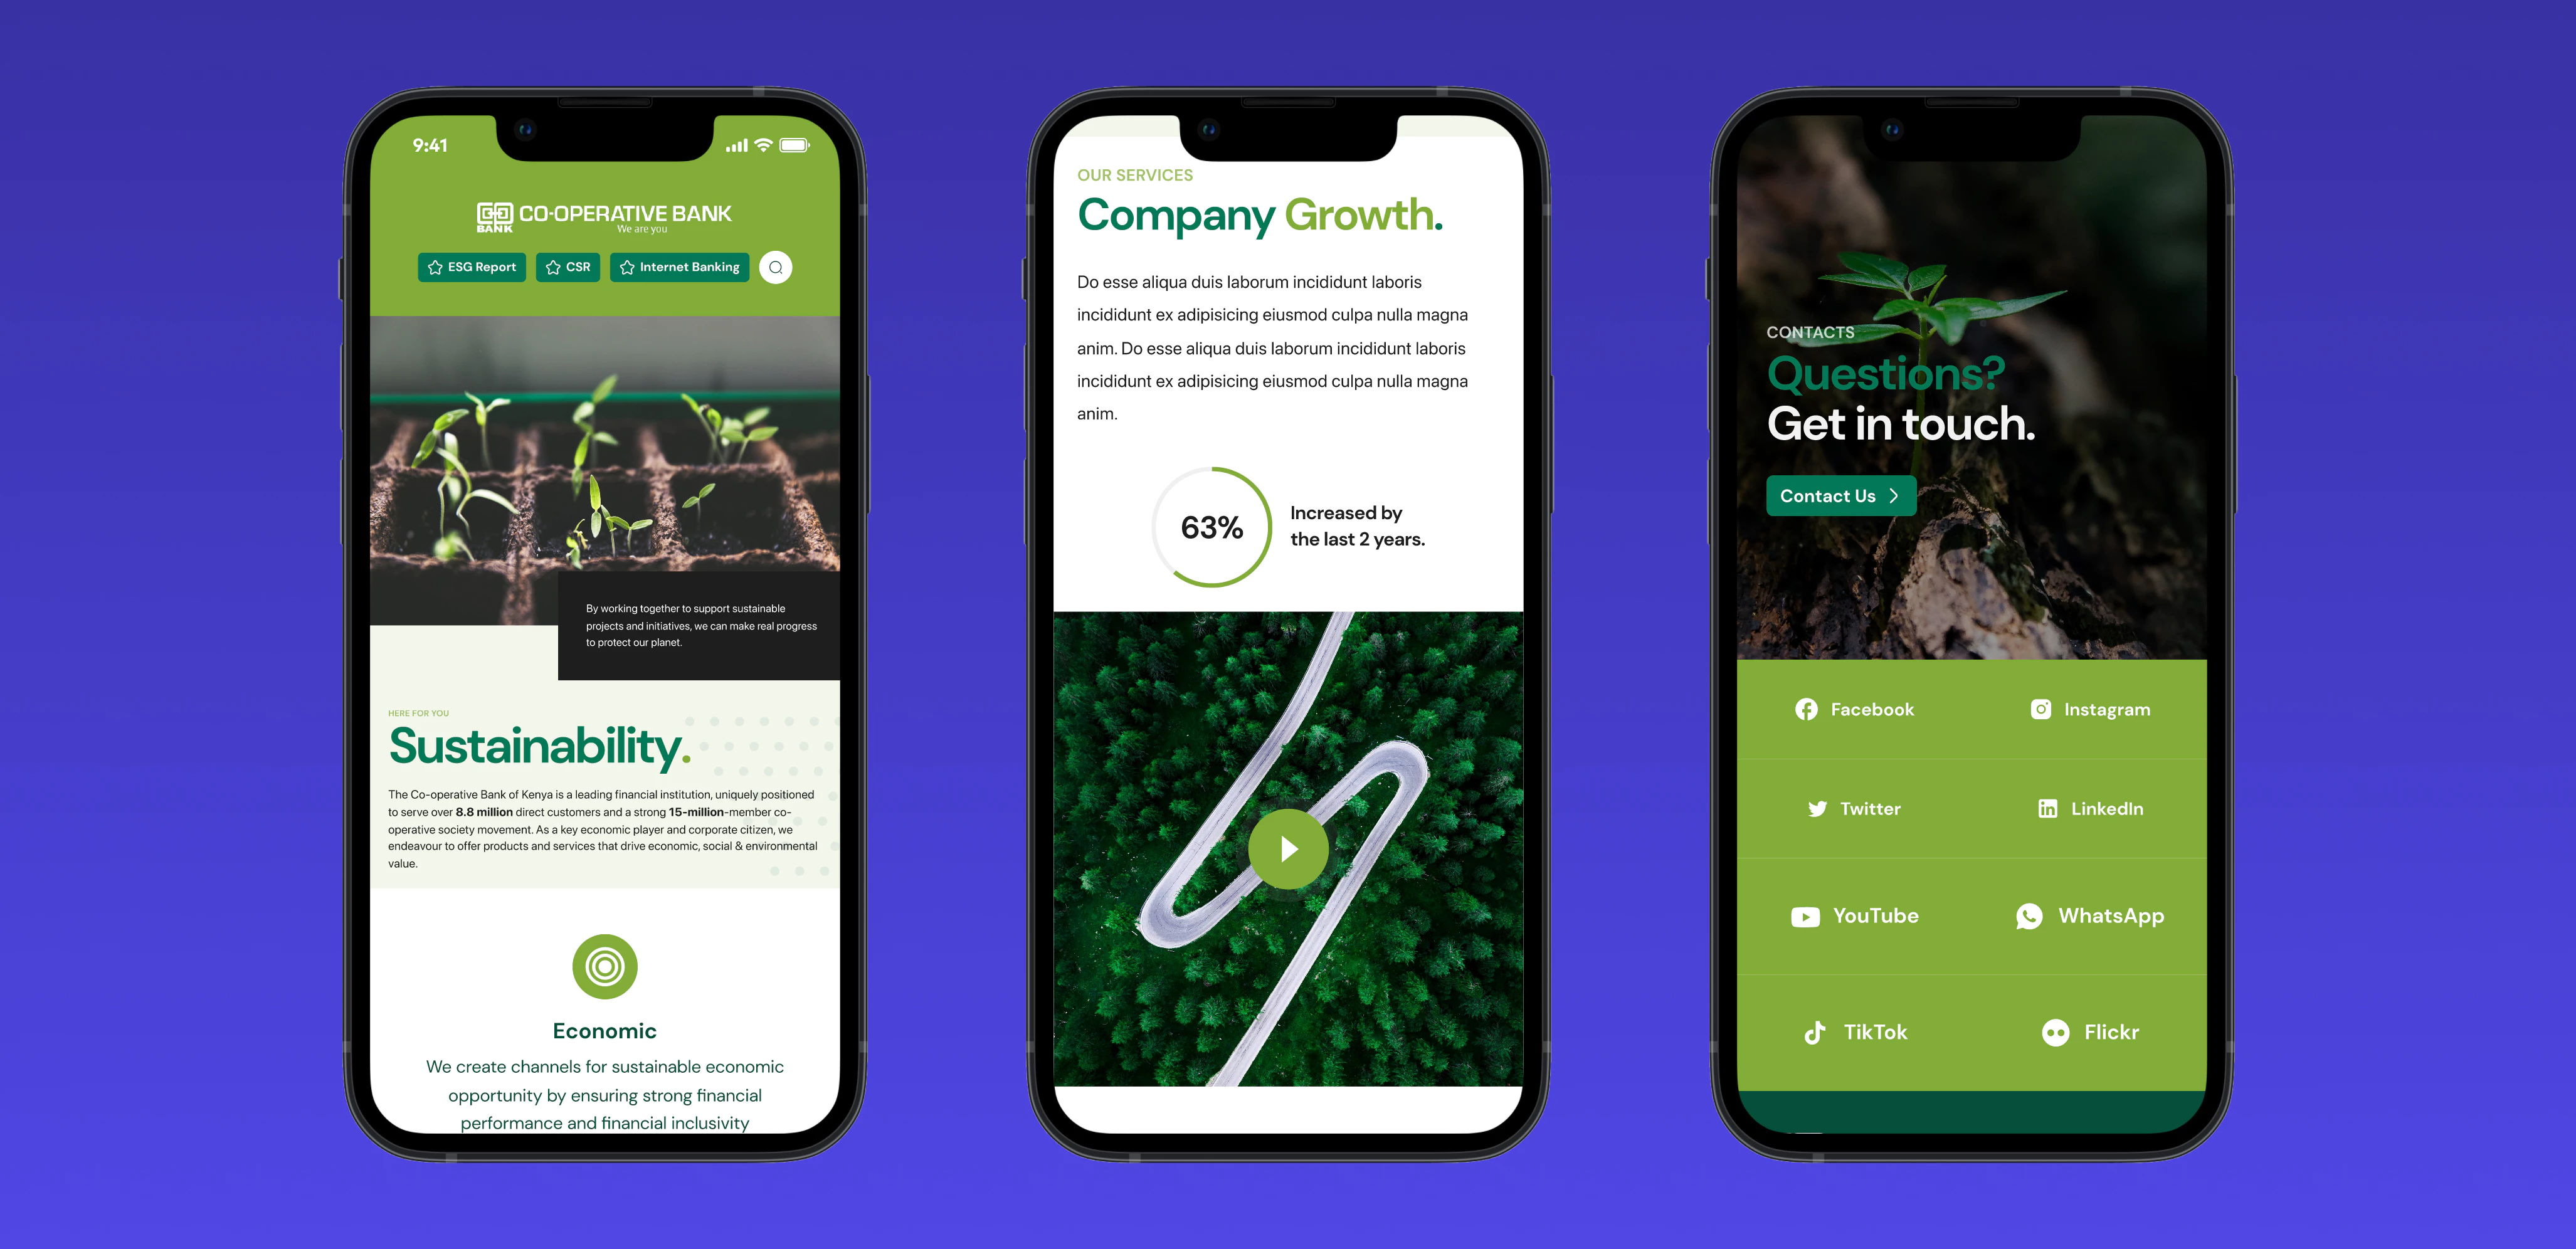 9:41
BANK
CO-OPERATIVE BANK
We are you
ESG Report
CSR
Internet Banking
By working together to support sustainable
projects and initiatives, we can make real progress
to protect our planet.
HERE FOR YOU
Sustainability.
The Co-operative Bank of Kenya is a leading financial institution, uniquely positioned
to serve over 8.8 million direct customers and a strong 15-million-member co-
operative society movement. As a key economic player and corporate citizen, we
endeavour to offer products and services that drive economic, social & environmental
value.
Economic
We create channels for sustainable economic
opportunity by ensuring strong financial
performance and financial inclusivity
OUR SERVICES
Company Growth.
Do esse aliqua duis laborum incididunt laboris
incididunt ex adipisicing eiusmod culpa nulla magna
anim. Do esse aliqua duis laborum incididunt laboris
incididunt ex adipisicing eiusmod culpa nulla magna
anim.
63%
Increased by
the last 2 years.
CONTACTS
Questions?
Get in touch.
Contact Us
Facebook
Instagram
Twitter
LinkedIn
YouTube
WhatsApp
TikTok
Flickr